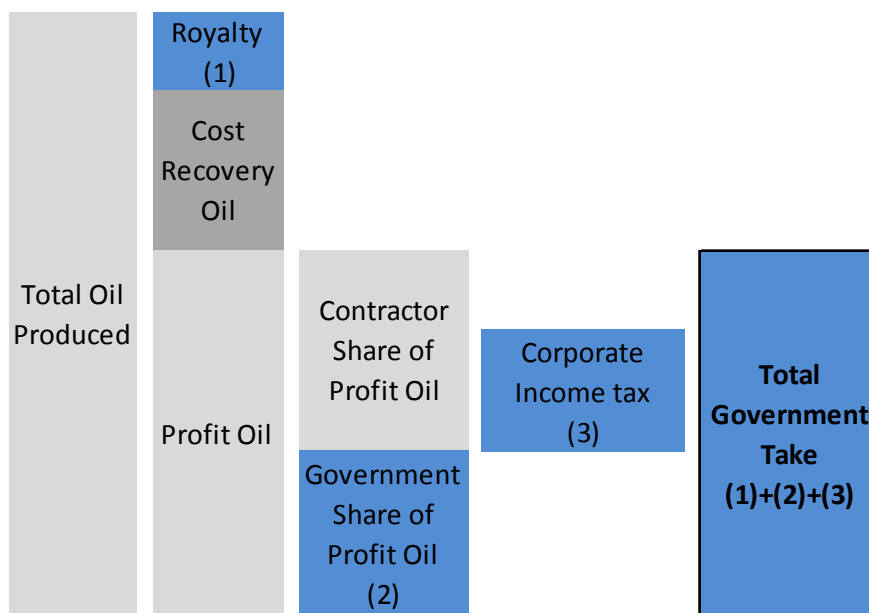 Total Oil
Produced
Royalty
(1)
Cost
Recovery
Oil
Profit Oil
Contractor
Share of
Profit Oil
Government
Share of
Profit Oil
(2)
Corporate
Income tax
(3)
Total
Government
Take
(1)+(2)+(3)